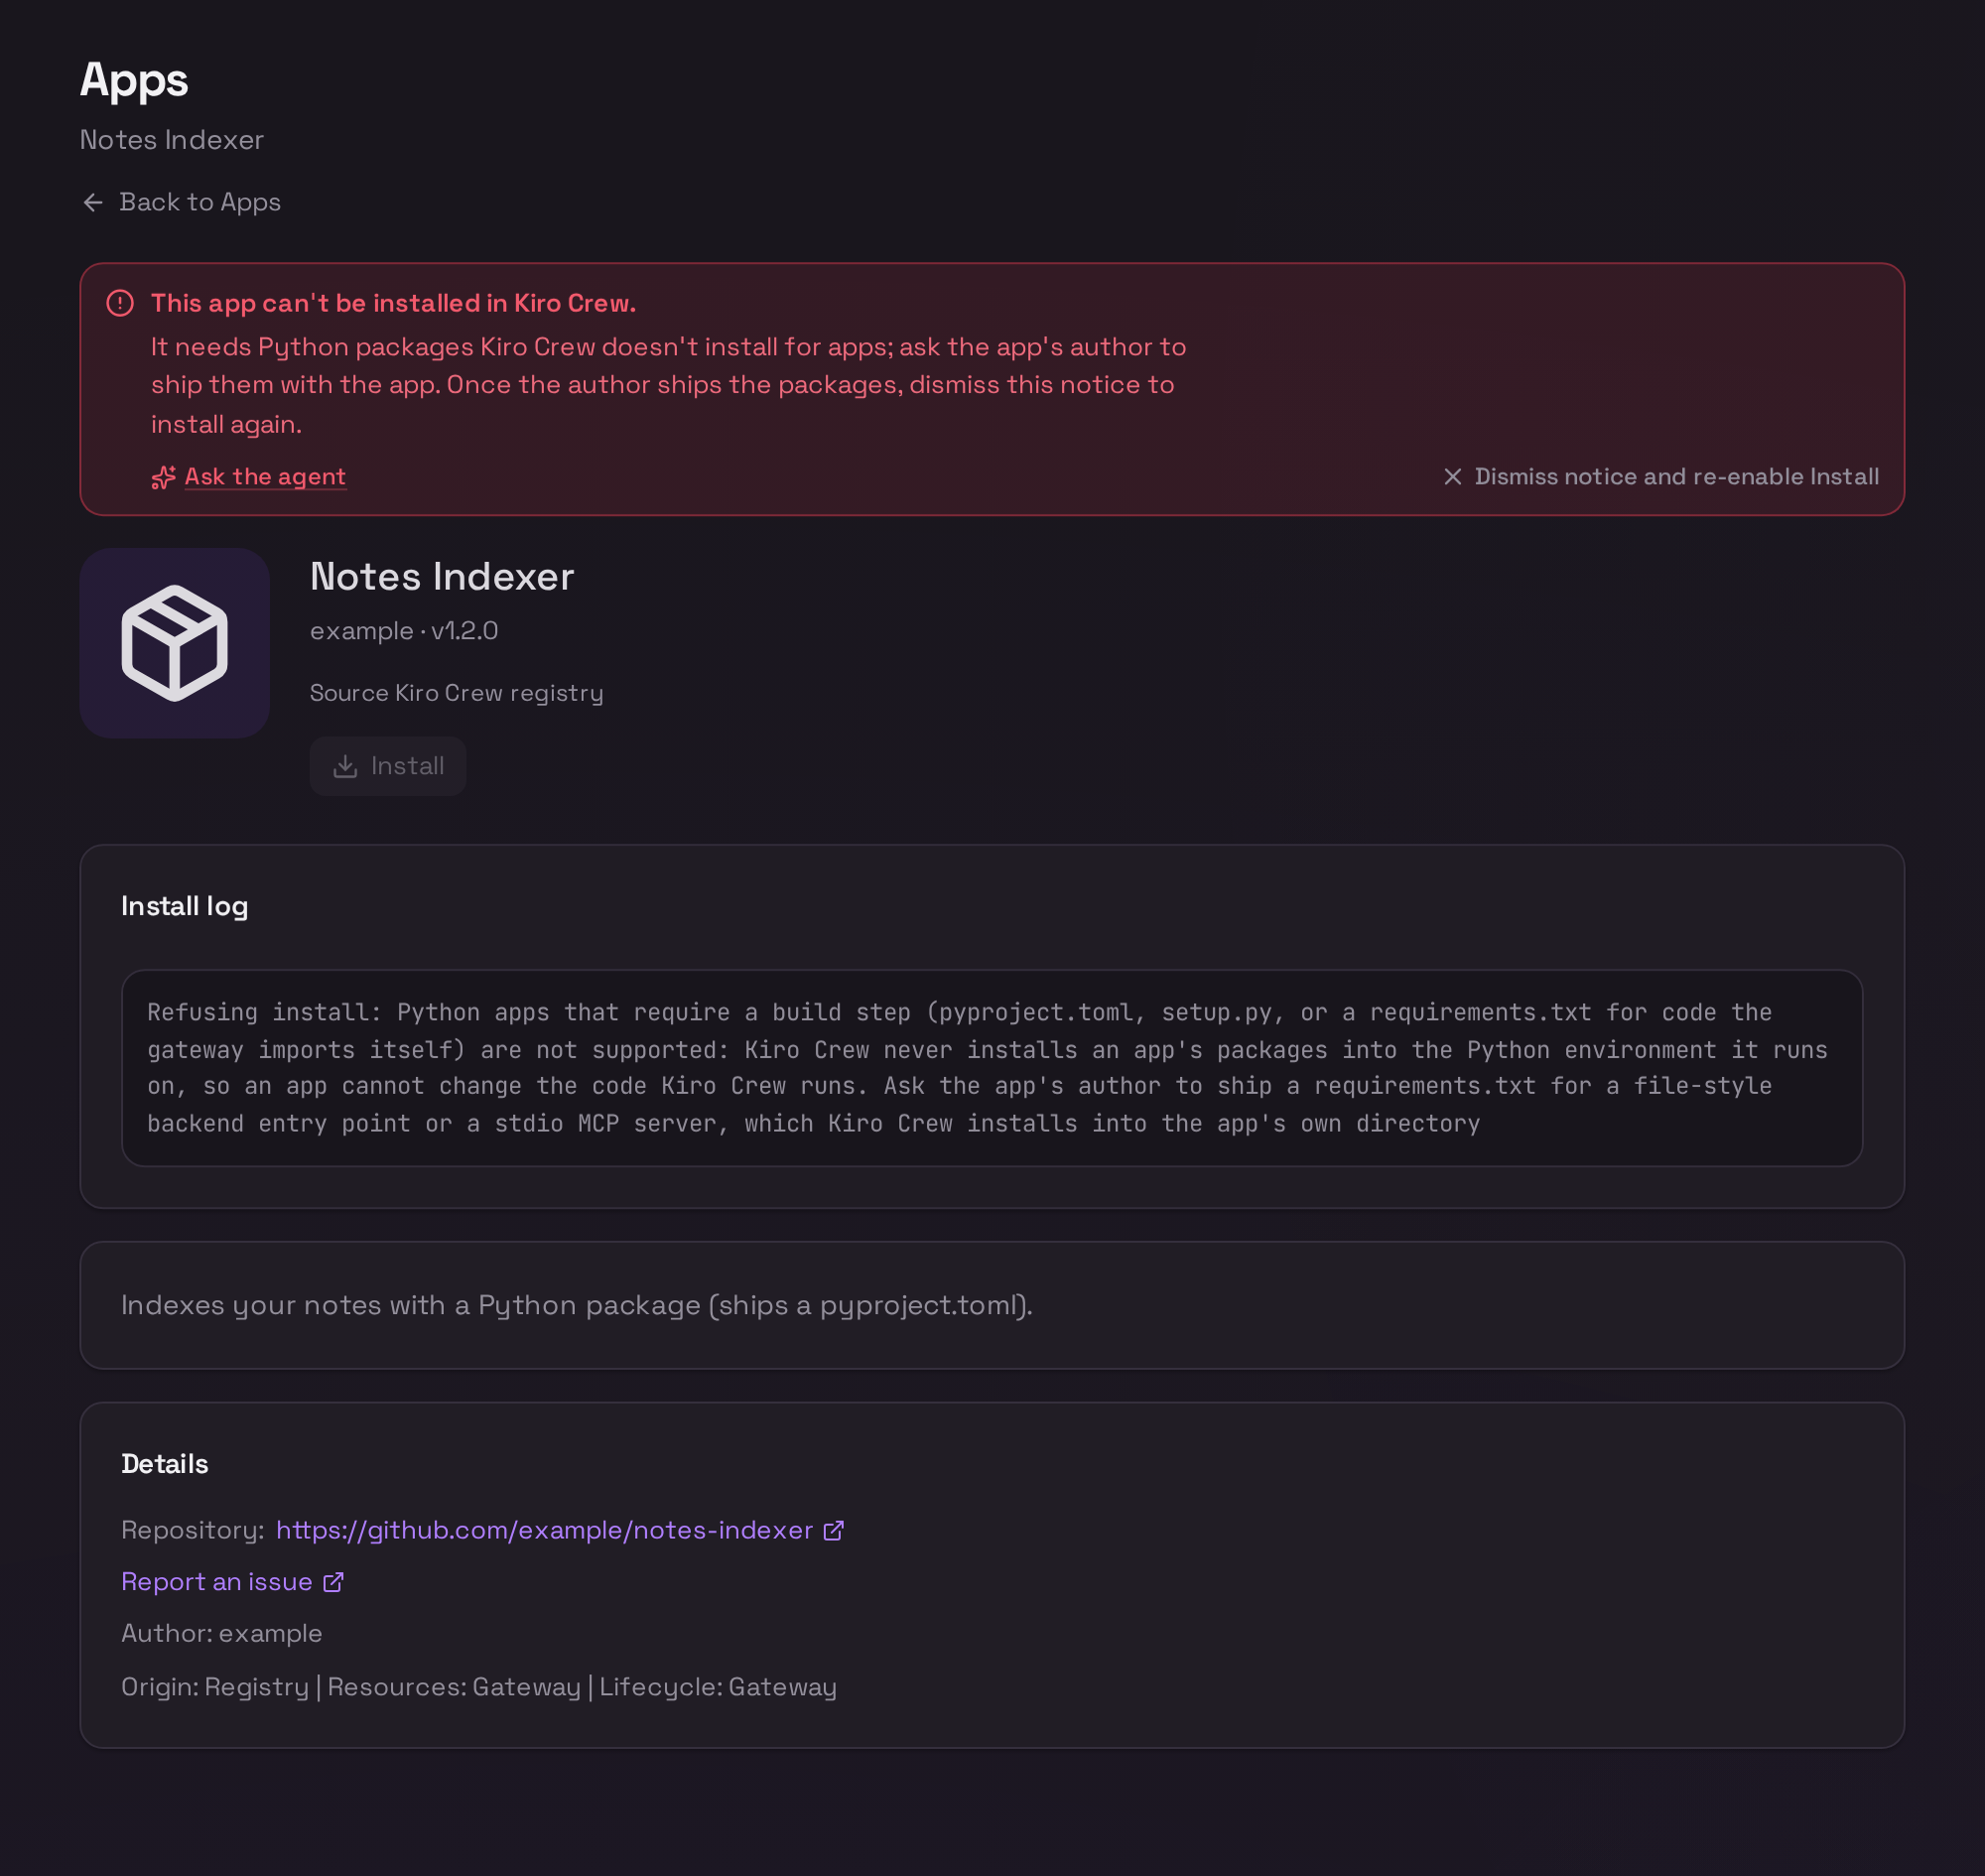 Apps
Notes Indexer
Back to Apps
This app can't be installed in Kiro Crew.
It needs Python packages Kiro Crew doesn't install for apps; ask the app's author to
ship them with the app. Once the author ships the packages, dismiss this notice to
install again.
Ask the agent
Dismiss notice and re-enable Install
Notes Indexer
example · v1.2.0
Source Kiro Crew registry
Install
Install log
Refusing install: Python apps that require a build step (pyproject.toml, setup.py, or a requirements.txt for code the
gateway imports itself) are not supported: Kiro Crew never installs an app's packages into the Python environment it runs
on, so an app cannot change the code Kiro Crew runs. Ask the app's author to ship a requirements.txt for a file-style
backend entry point or a stdio MCP server, which Kiro Crew installs into the app's own directory
Indexes your notes with a Python package (ships a pyproject.toml).
Details
Repository: https://github.com/example/notes-indexer
Report an issue
Author: example
Origin: Registry | Resources: Gateway | Lifecycle: Gateway